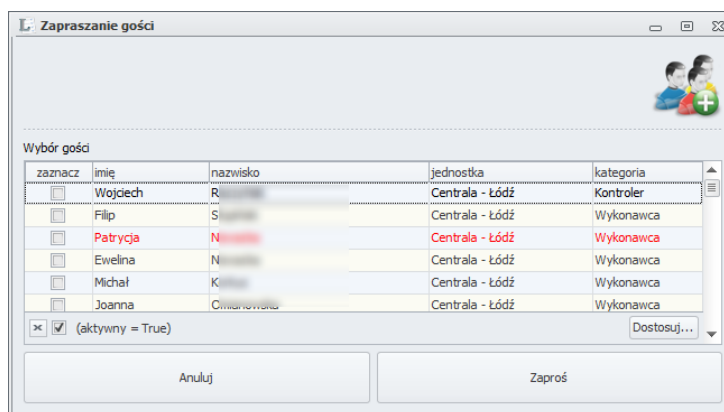 Zapraszanie gości
Wybór gości
zaznacz imię nazwisko jednostka kategoria
Wojciech Centrala - Łódź Kontroler
Filip Centrala - Łódź Wykonawca
Patrycja Centrala - Łódź Wykonawca
Ewelina Centrala - Łódź Wykonawca
Michał Centrala - Łódź Wykonawca
Joanna Centrala - Łódź Wykonawca
(aktywny = True) Dostosuj...
Anuluj Zaproś